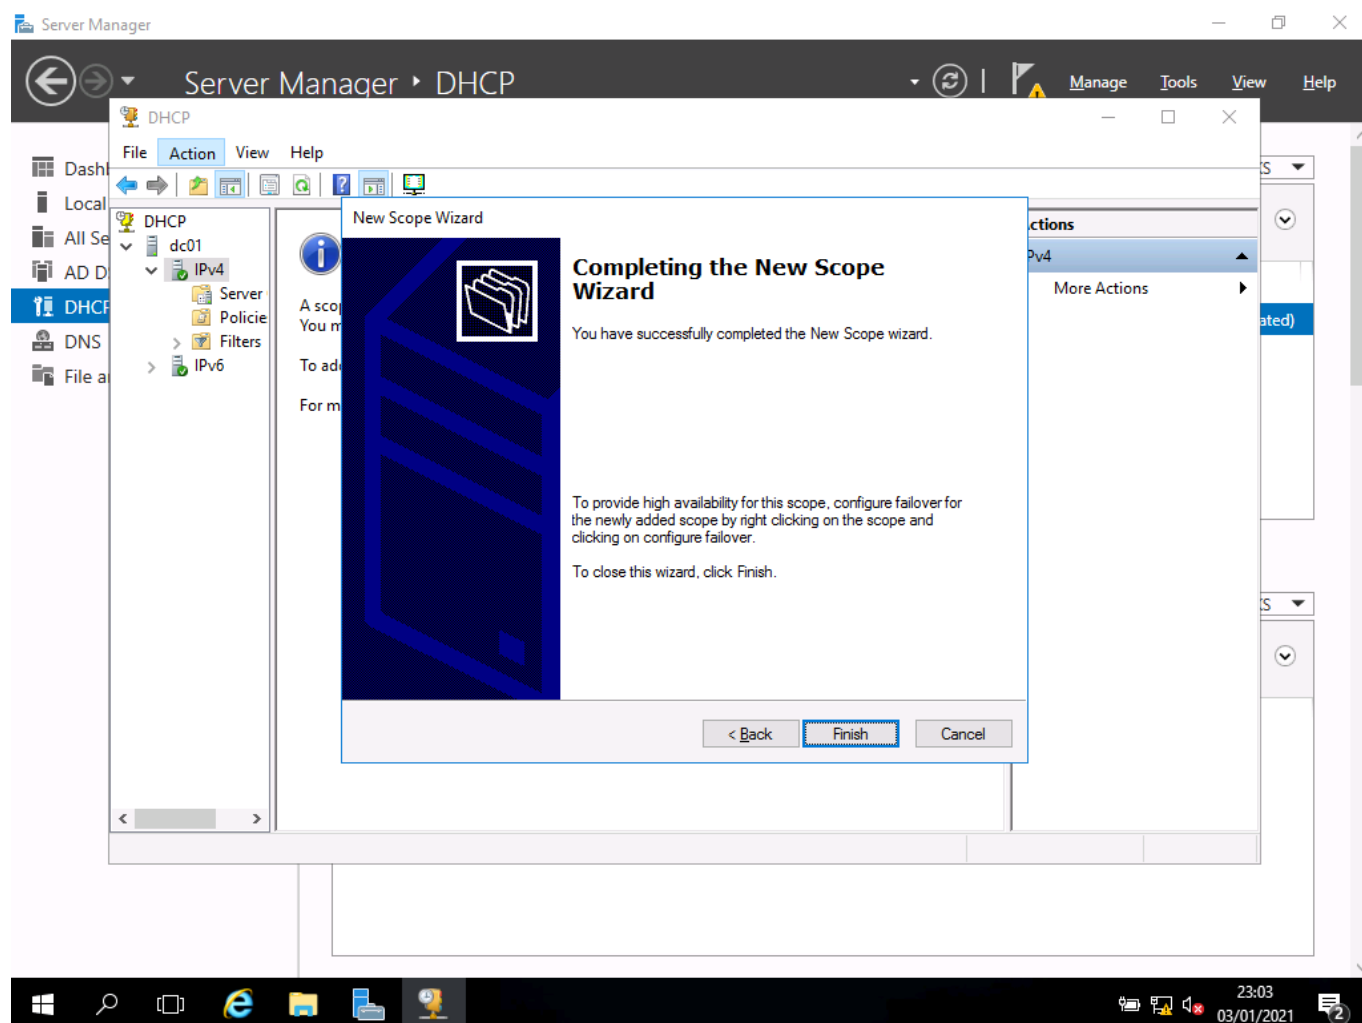 Server Manager
Server Manager • DHCP
Manage Tools View Help
DHCP
File Action View Help
Dashb
Local
All Se
AD D
DHCP
DNS
File a
DHCP
dc01
IPv4
Server
Policie
Filters
IPv6
A scop
You m
To add
For m
New Scope Wizard
Completing the New Scope
Wizard
You have successfully completed the New Scope wizard.
To provide high availability for this scope, configure failover for
the newly added scope by right clicking on the scope and
clicking on configure failover.
To close this wizard, click Finish.
< Back Finish Cancel
ctions
Pv4
More Actions
KS
ated)
KS
23:03
03/01/2021
2